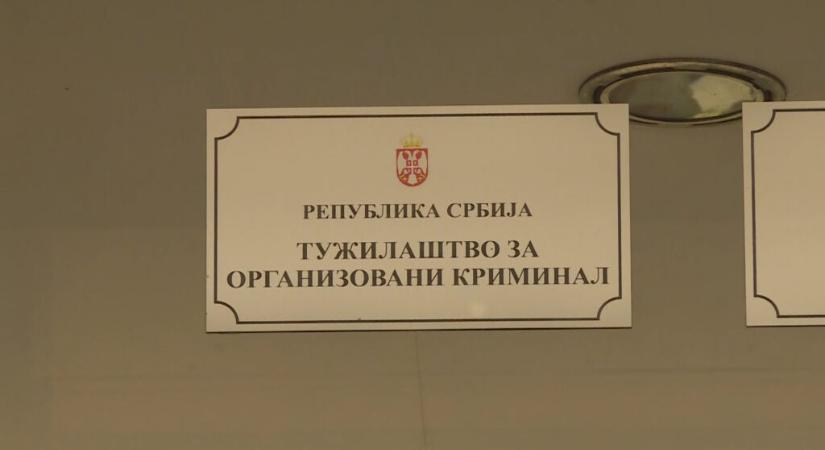 РЕПУБЛИКА СРБИЈА
ТУЖИЛАШТВО ЗА
ОРГАНИЗОВАНИ КРИМИНАЛ